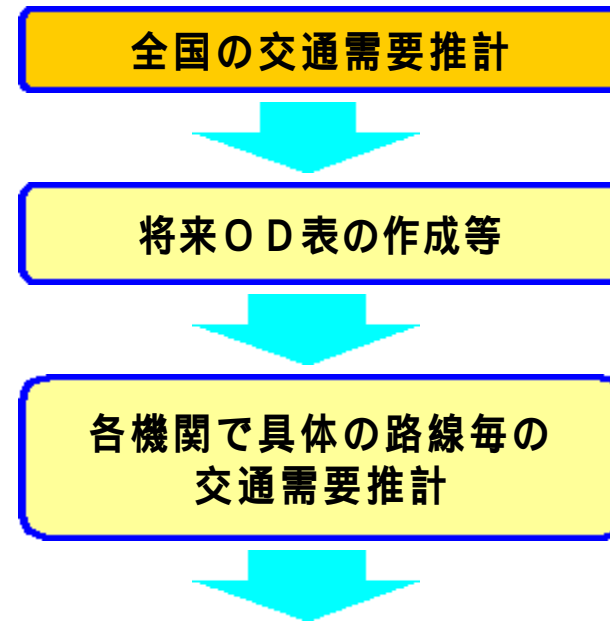 全国の交通需要推計
将来ＯＤ表の作成等
各機関で具体の路線毎の
交通需要推計